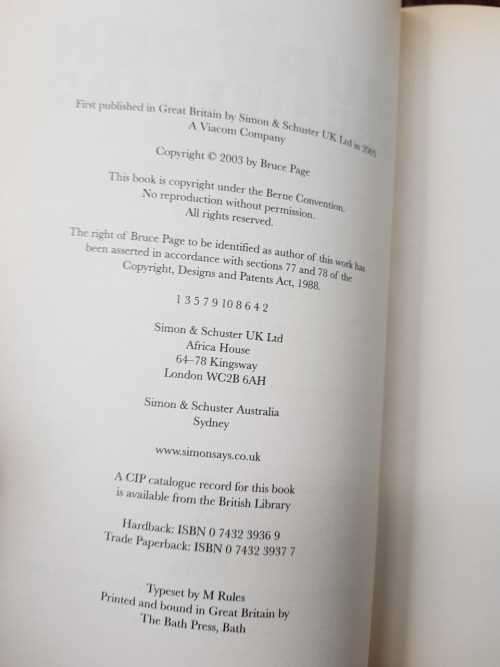 First published in Great Britain by Simon & Schuster UK Ltd in 2003
A Viacom Company
Copyright © 2003 by Bruce Page
This book is copyright under the Berne Convention.
No reproduction without permission.
All rights reserved.
The right of Bruce Page to be identified as author of this work has
been asserted in accordance with sections 77 and 78 of the
Copyright, Designs and Patents Act, 1988.
1 3 5 7 9 10 8 6 4 2
Simon & Schuster UK Ltd
Africa House
64–78 Kingsway
London WC2B 6AH
Simon & Schuster Australia
Sydney
www.simonsays.co.uk
A CIP catalogue record for this book
is available from the British Library
Hardback: ISBN 0 7432 3936 9
Trade Paperback: ISBN 0 7432 3937 7
Typeset by M Rules
Printed and bound in Great Britain by
The Bath Press, Bath